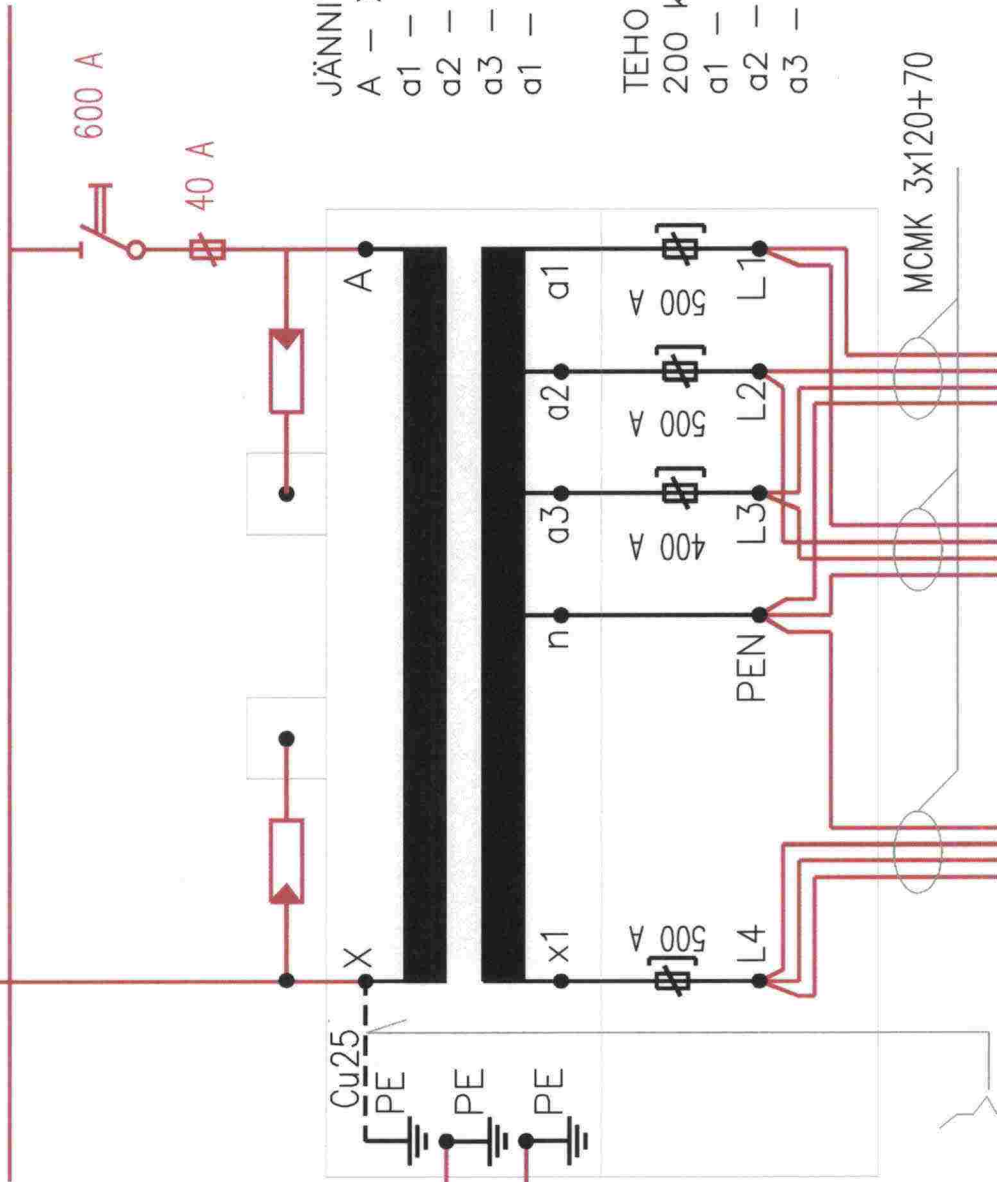 600 A
40 A
JÄNNI
A –
a1 –
a2 –
a3 –
a1 –
TEHO
200 k
a1 –
a2 –
a3 –
X
A
Cu25
PE
PE
PE
x1
n
a3
a2
a1
500 A
400 A
500 A
500 A
L4
PEN
L3
L2
L1
MCMK 3x120+70